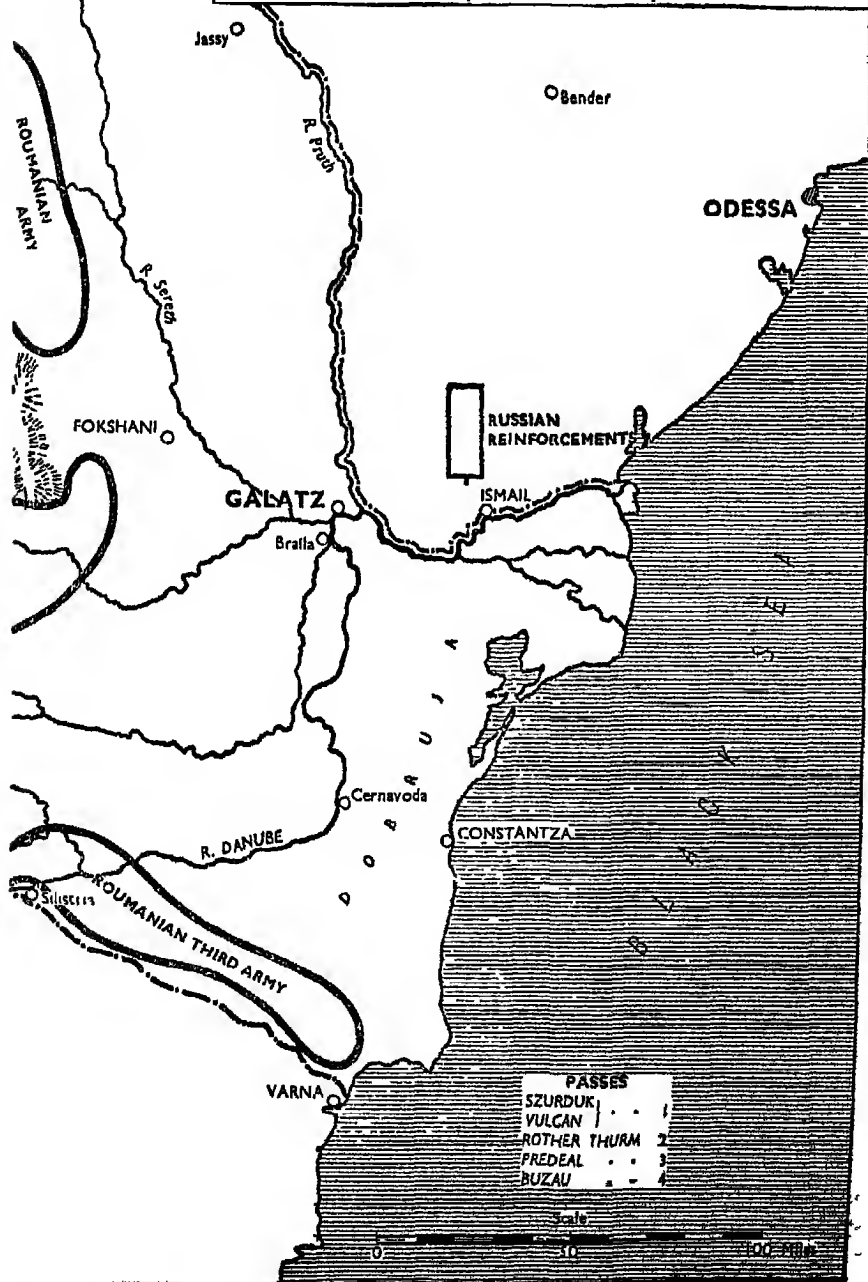 Jassy
Bender
R. Pruth
ROUMANIAN
ARMY
ODESSA
R. Sereth
RUSSIAN
REINFORCEMENTS
FOKSHANI
GALATZ
ISMAIL
Braila
BLACK SEA
DOBRUJA
Cernavoda
CONSTANTZA
R. DANUBE
Silistria
ROUMANIAN THIRD ARMY
VARNA
PASSES
SZURDUK
VULCAN } . . 1
ROTHER THURM 2
PREDEAL . . 3
BUZAU . . 4
Scale
0 50 100 Miles